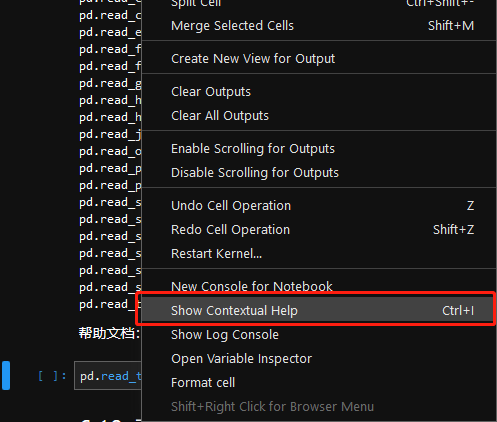 pd.read_c
pd.read_e
pd.read_f
pd.read_f
pd.read_g
pd.read_h
pd.read_h
pd.read_j
pd.read_o
pd.read_p
pd.read_p
pd.read_s
pd.read_s
pd.read_s
pd.read_s
pd.read_s
pd.read_s
pd.read_t
帮助文档:
[ ]: pd.read_t
Split Cell Ctrl+Shift+-
Merge Selected Cells Shift+M
Create New View for Output
Clear Outputs
Clear All Outputs
Enable Scrolling for Outputs
Disable Scrolling for Outputs
Undo Cell Operation Z
Redo Cell Operation Shift+Z
Restart Kernel...
New Console for Notebook
Show Contextual Help Ctrl+I
Show Log Console
Open Variable Inspector
Format cell
Shift+Right Click for Browser Menu